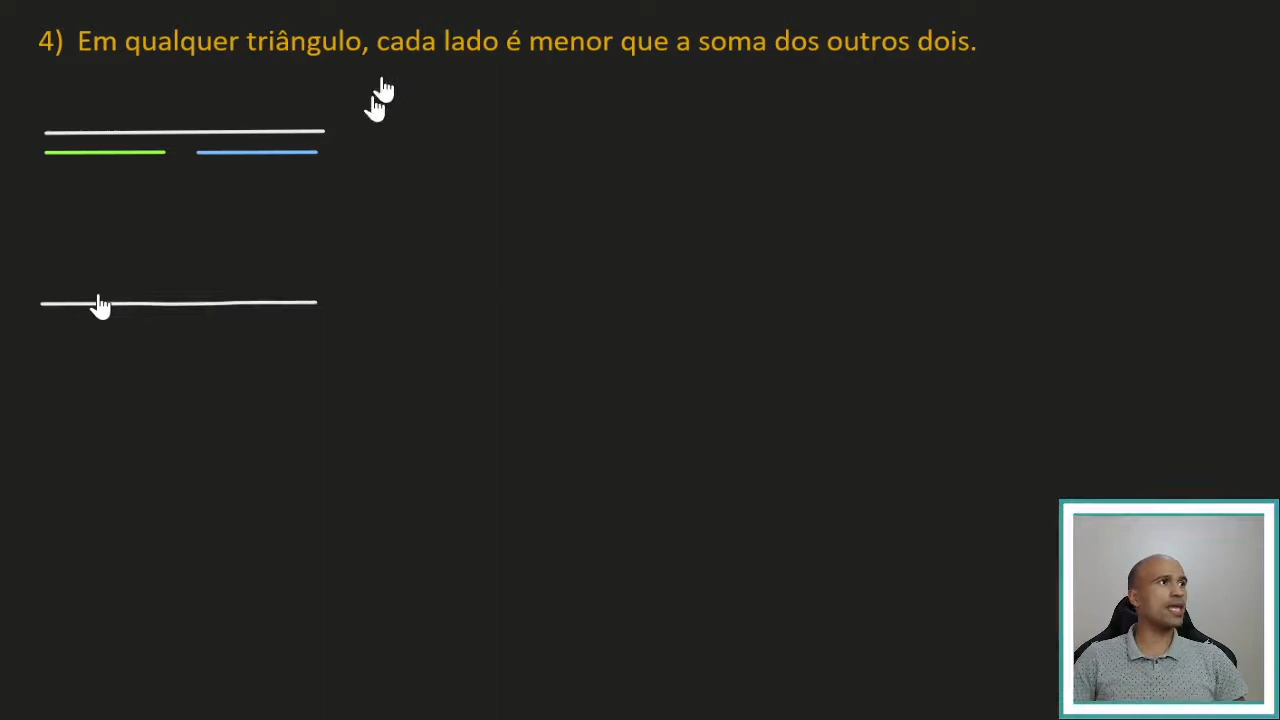 4) Em qualquer triângulo, cada lado é menor que a soma dos outros dois.